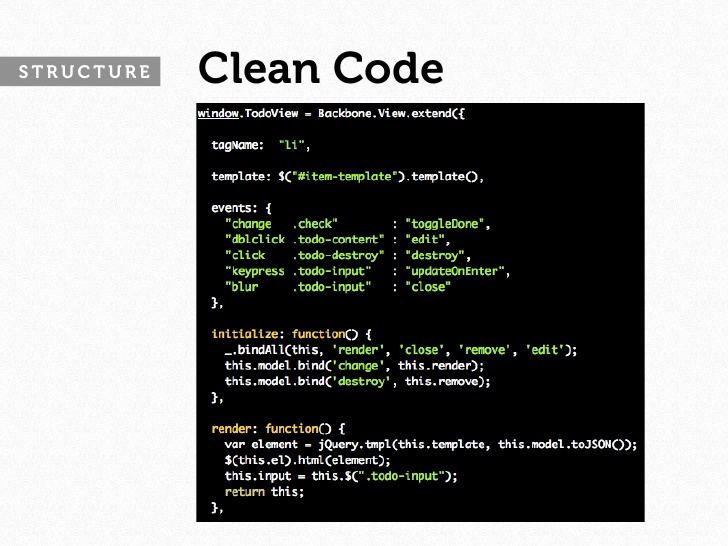 STRUCTURE
Clean Code
window.TodoView = Backbone.View.extend({
tagName:  "li",
template: $("#item-template").template(),
events: {
"change   .check"        : "toggleDone",
"dblclick .todo-content" : "edit",
"click    .todo-destroy" : "destroy",
"keypress .todo-input"   : "updateOnEnter",
"blur     .todo-input"   : "close"
},
initialize: function() {
_.bindAll(this, 'render', 'close', 'remove', 'edit');
this.model.bind('change', this.render);
this.model.bind('destroy', this.remove);
},
render: function() {
var element = jQuery.tmpl(this.template, this.model.toJSON());
$(this.el).html(element);
this.input = this.$(".todo-input");
return this;
},